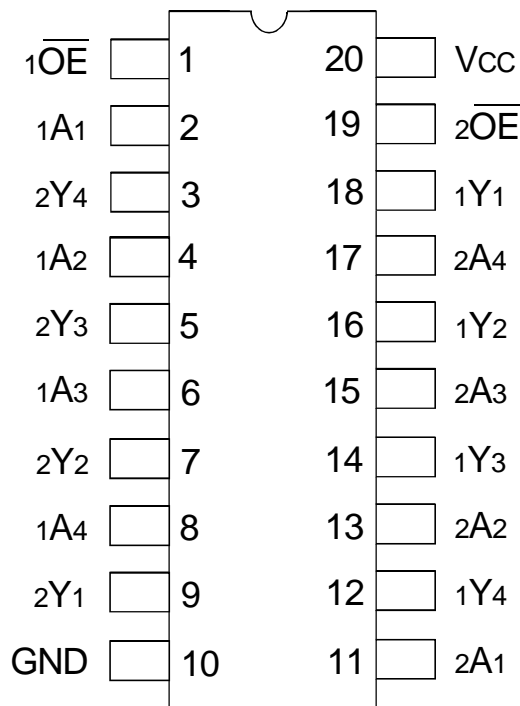 1OE 1 20 VCC
1A1 2 19 2OE
2Y4 3 18 1Y1
1A2 4 17 2A4
2Y3 5 16 1Y2
1A3 6 15 2A3
2Y2 7 14 1Y3
1A4 8 13 2A2
2Y1 9 12 1Y4
GND 10 11 2A1